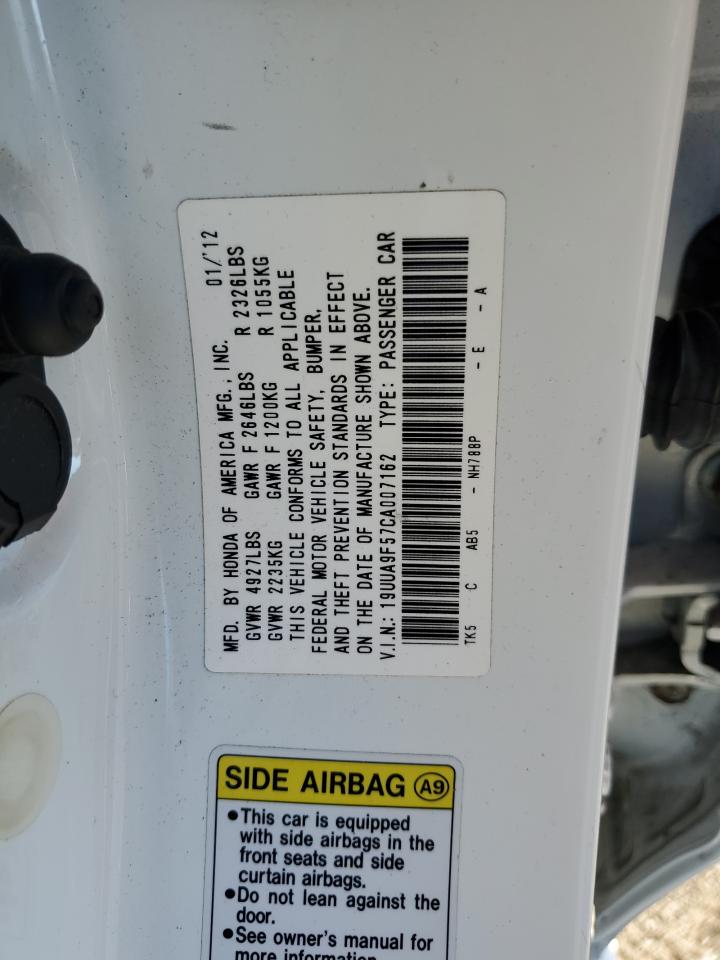 MFD. BY HONDA OF AMERICA MFG., INC. 01/'12
GVWR 4927LBS GAWR F 2646LBS R 2326LBS
GVWR 2235KG GAWR F 1200KG R 1055KG
THIS VEHICLE CONFORMS TO ALL APPLICABLE
FEDERAL MOTOR VEHICLE SAFETY, BUMPER,
AND THEFT PREVENTION STANDARDS IN EFFECT
ON THE DATE OF MANUFACTURE SHOWN ABOVE.
V.I.N.: 19UUA9F57CA007162 TYPE: PASSENGER CAR
TK5 C AB5 - NH788P - E - A
SIDE AIRBAG A9
●This car is equipped
with side airbags in the
front seats and side
curtain airbags.
●Do not lean against the
door.
●See owner's manual for
more information.